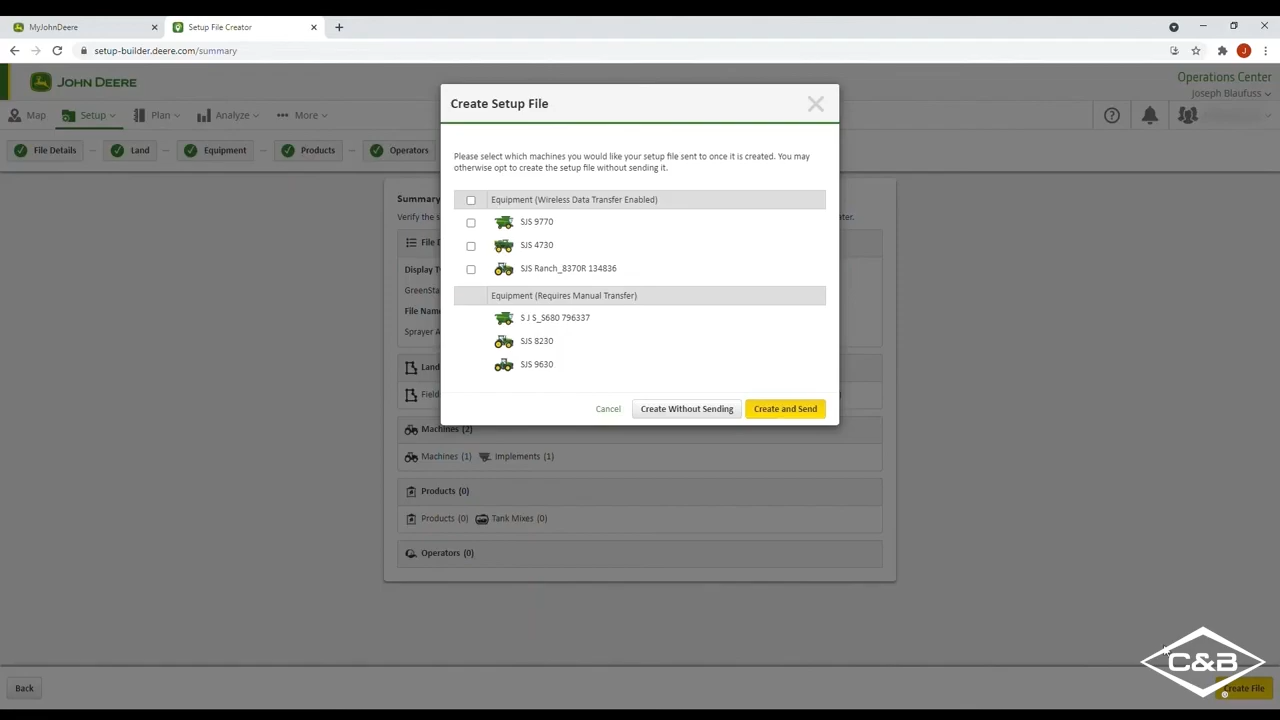 MyJohnDeere
Setup File Creator
setup-builder.deere.com/summary
J
JOHN DEERE
Operations Center
Joseph Blaufuss
Map
Setup
Plan
Analyze
More
File Details
Land
Equipment
Products
Operators
Create Setup File
Please select which machines you would like your setup file sent to once it is created. You may
otherwise opt to create the setup file without sending it.
Equipment (Wireless Data Transfer Enabled)
SJS 9770
SJS 4730
SJS Ranch_8370R 134836
Equipment (Requires Manual Transfer)
S J S_S680 796337
SJS 8230
SJS 9630
Cancel
Create Without Sending
Create and Send
Summary
Verify the s
ter.
File D
Display Ty
GreenSta
File Name
Sprayer A
Land
Field
Machines (2)
Machines (1)
Implements (1)
Products (0)
Products (0)
Tank Mixes (0)
Operators (0)
Back
C&B
®
Create File